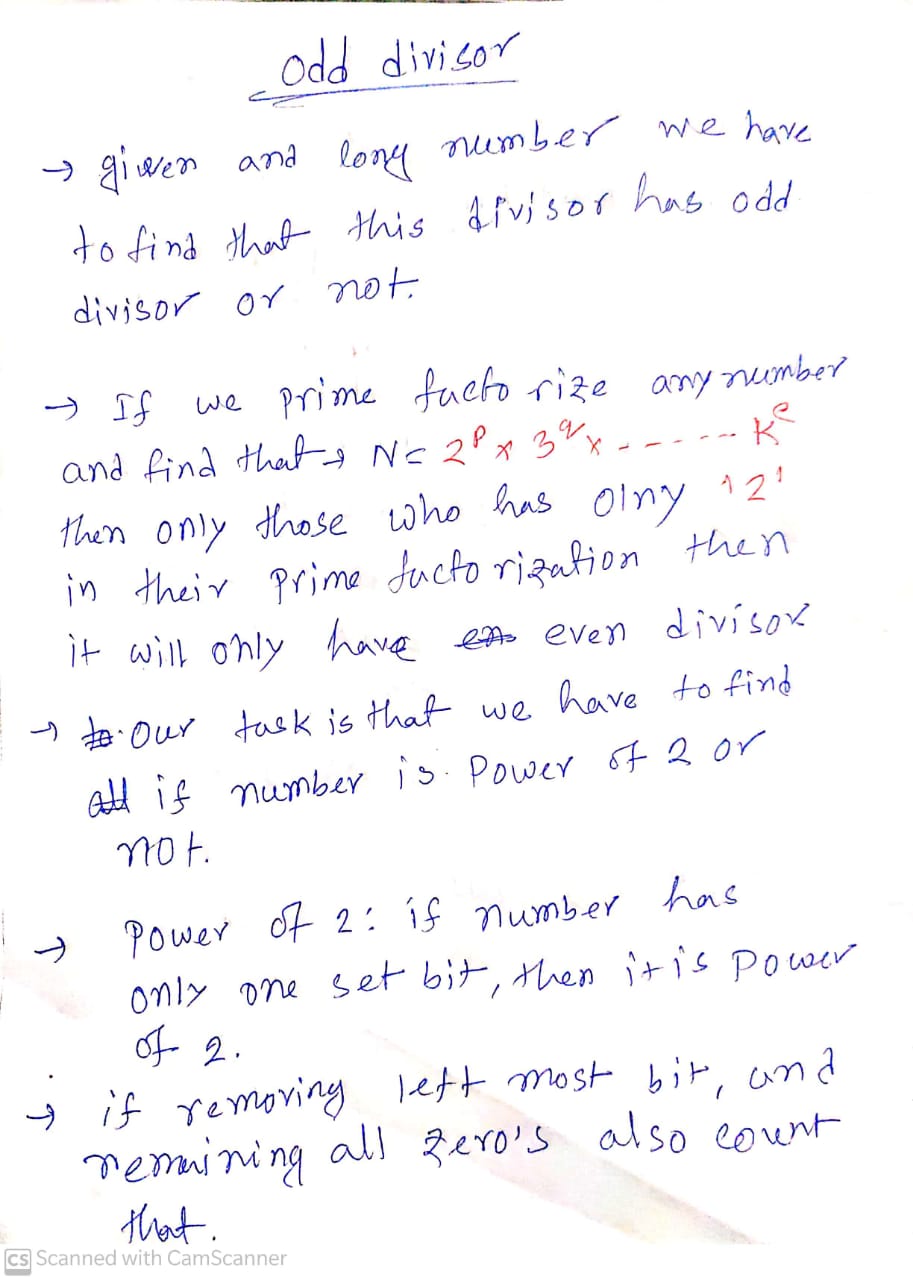 odd divisor
→ given and long number we have
to find that this divisor has odd
divisor or not.
→ If we prime factorize any number
and find that → N = 2^p x 3^q x ------ K^e
then only those who has olny '2'
in their prime factorization then
it will only have even divisor
→ Our task is that we have to find
if number is Power of 2 or
not.
→ Power of 2: if number has
only one set bit, then it is Power
of 2.
→ if removing left most bit, and
remaining all zero's also count
that.
CS Scanned with CamScanner